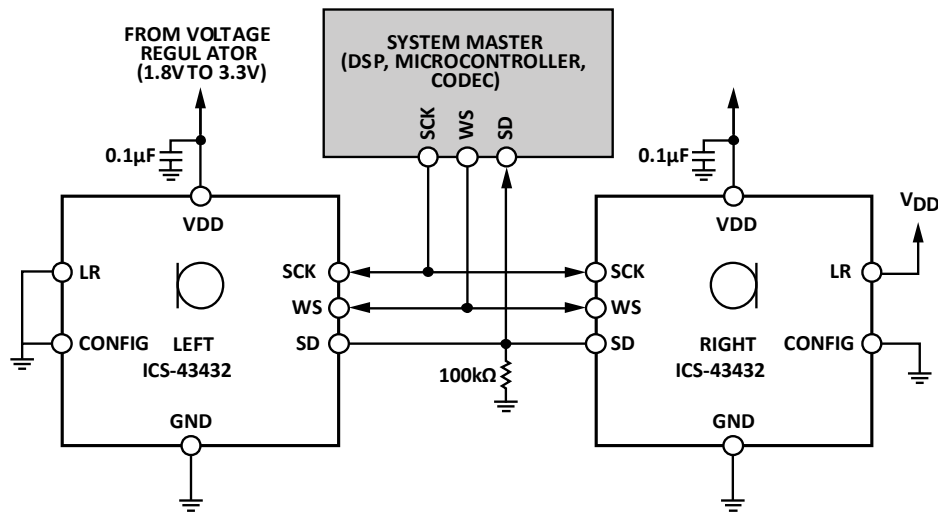 FROM VOLTAGE
REGUL ATOR
(1.8V TO 3.3V)
SYSTEM MASTER
(DSP, MICROCONTROLLER,
CODEC)
SCK
WS
SD
0.1µF
0.1µF
VDD
VDD
VDD
LR
SCK
SCK
LR
WS
WS
CONFIG
LEFT
SD
SD
RIGHT
CONFIG
ICS-43432
100kΩ
ICS-43432
GND
GND